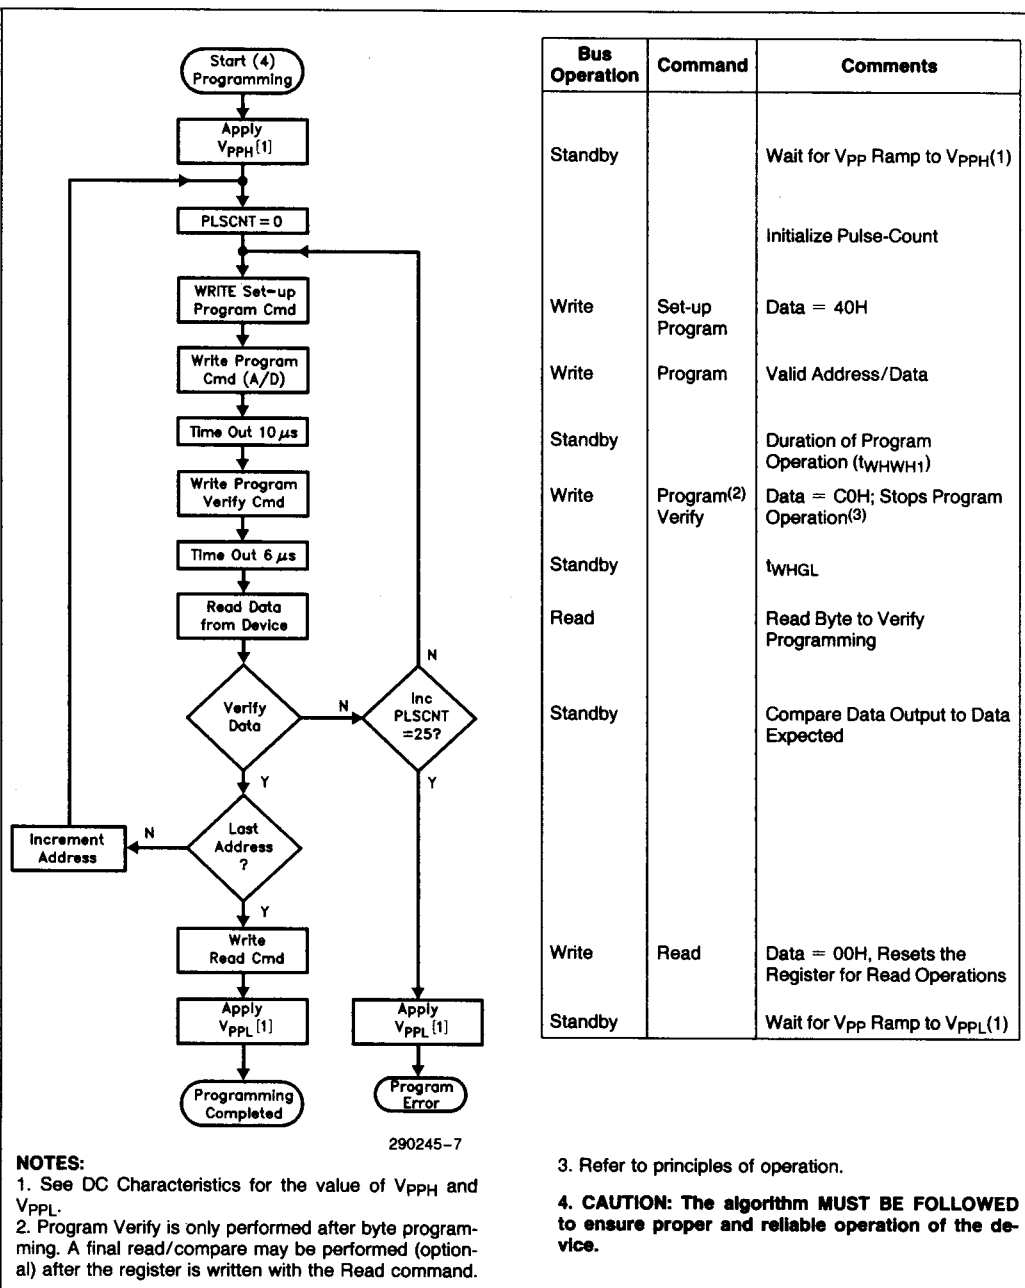 Start (4)
Programming
Apply
VPPH[1]
PLSCNT = 0
WRITE Set-up
Program Cmd
Write Program
Cmd (A/D)
Time Out 10 μs
Write Program
Verify Cmd
Time Out 6 μs
Read Data
from Device
Verify
Data
N
Inc
PLSCNT
=25?
N
Y
Y
Last
Address
?
N
Increment
Address
Y
Write
Read Cmd
Apply
VPPL[1]
Programming
Completed
Apply
VPPL[1]
Program
Error
290245-7
Bus
Operation
Command
Comments
Standby
Wait for VPP Ramp to VPPH(1)
Initialize Pulse-Count
Write
Set-up
Program
Data = 40H
Write
Program
Valid Address/Data
Standby
Duration of Program
Operation (tWHWH1)
Write
Program(2)
Verify
Data = C0H; Stops Program
Operation(3)
Standby
tWHGL
Read
Read Byte to Verify
Programming
Standby
Compare Data Output to Data
Expected
Write
Read
Data = 00H, Resets the
Register for Read Operations
Standby
Wait for VPP Ramp to VPPL(1)
NOTES:
1. See DC Characteristics for the value of VPPH and
VPPL.
2. Program Verify is only performed after byte program-
ming. A final read/compare may be performed (option-
al) after the register is written with the Read command.
3. Refer to principles of operation.
4. CAUTION: The algorithm MUST BE FOLLOWED
to ensure proper and reliable operation of the de-
vice.